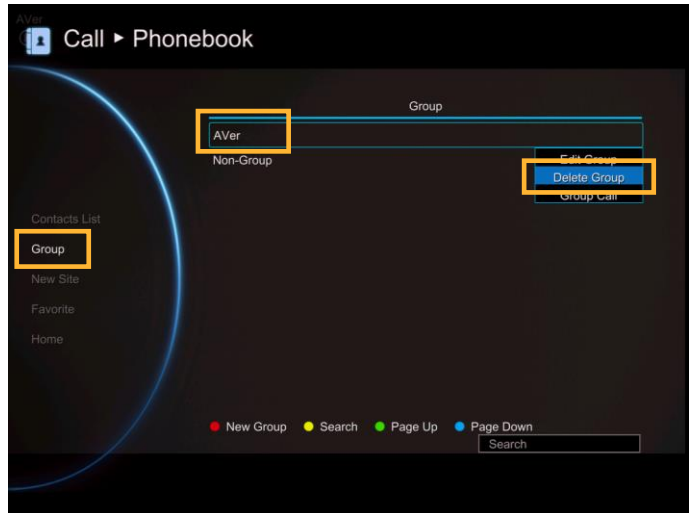 AVer
Call ► Phonebook
Group
AVer
Non-Group
Edit Group
Delete Group
Group Call
Contacts List
Group
New Site
Favorite
Home
New Group
Search
Page Up
Page Down
Search